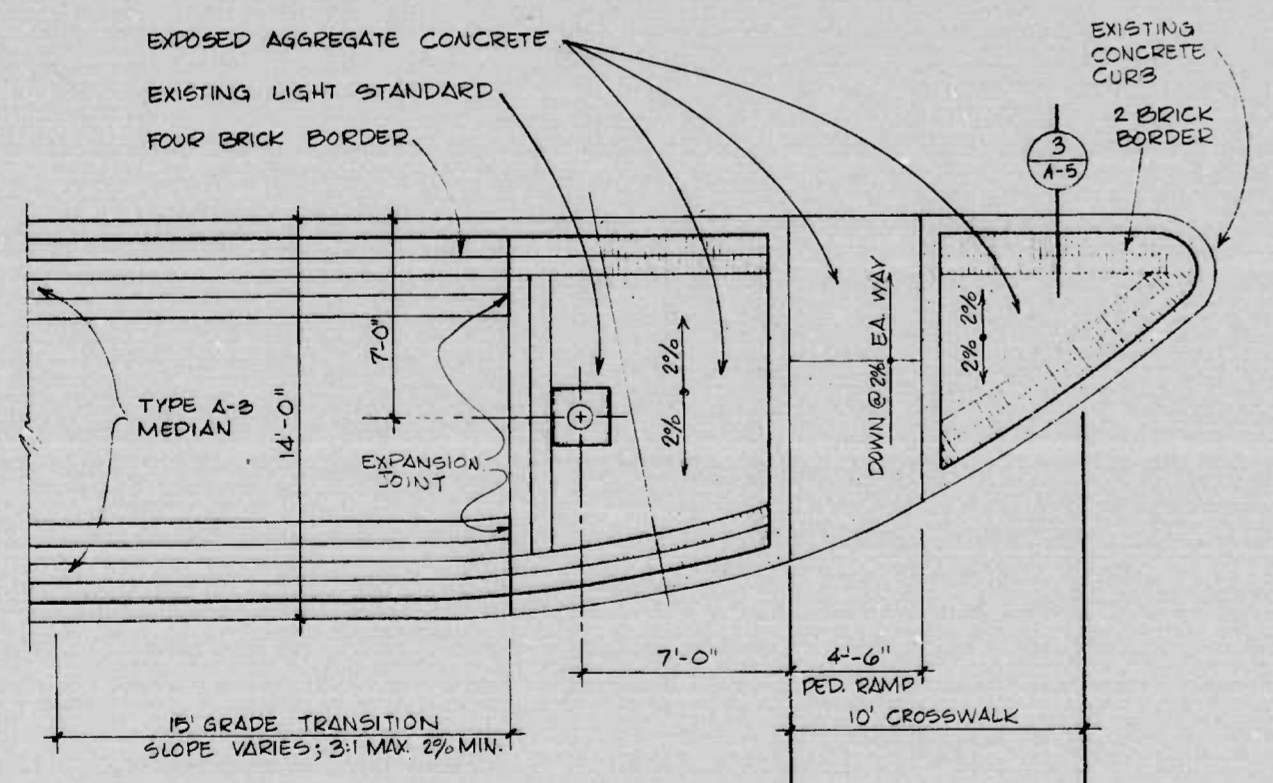 EXPOSED AGGREGATE CONCRETE
EXISTING LIGHT STANDARD
FOUR BRICK BORDER
EXISTING
CONCRETE
CURB
2 BRICK
BORDER
3
A-5
7'-0"
14'-0"
TYPE A-3
MEDIAN
EXPANSION
JOINT
2%
2%
DOWN @ 2% EA. WAY
2%
2%
7'-0"
4'-6"
PED. RAMP
10' CROSSWALK
15' GRADE TRANSITION
SLOPE VARIES; 3:1 MAX. 2% MIN.